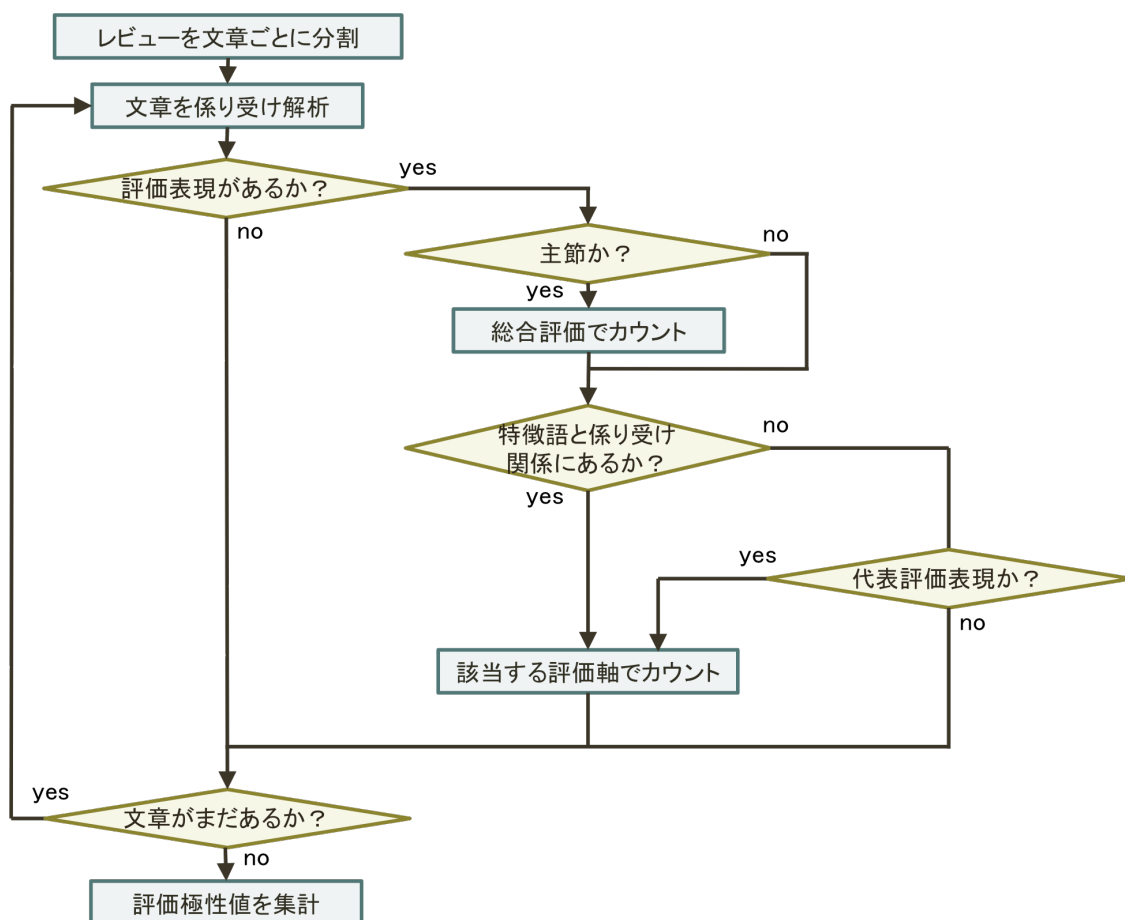 レビューを文章ごとに分割
文章を係り受け解析
評価表現があるか？
yes
no
主節か？
no
yes
総合評価でカウント
特徴語と係り受け
関係にあるか？
no
yes
yes
代表評価表現か？
no
該当する評価軸でカウント
yes
文章がまだあるか？
no
評価極性値を集計